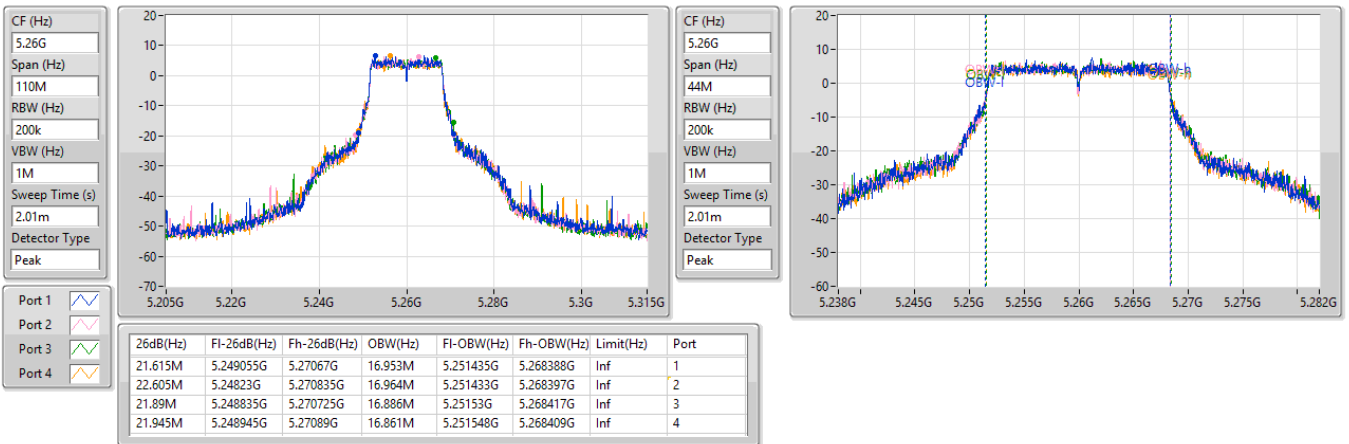 CF (Hz)
5.26G
Span (Hz)
110M
RBW (Hz)
200k
VBW (Hz)
1M
Sweep Time (s)
2.01m
Detector Type
Peak
20
10
0
-10
-20
-30
-40
-50
-60
-70
5.205G 5.22G 5.24G 5.26G 5.28G 5.3G 5.315G
CF (Hz)
5.26G
Span (Hz)
44M
RBW (Hz)
200k
VBW (Hz)
1M
Sweep Time (s)
2.01m
Detector Type
Peak
20
10
0
-10
-20
-30
-40
-50
-60
OBW-l
5.238G 5.245G 5.25G 5.255G 5.26G 5.265G 5.27G 5.275G 5.282G
Port 1
Port 2
Port 3
Port 4
26dB(Hz) Fl-26dB(Hz) Fh-26dB(Hz) OBW(Hz) Fl-OBW(Hz) Fh-OBW(Hz) Limit(Hz) Port
21.615M 5.249055G 5.27067G 16.953M 5.251435G 5.268388G Inf 1
22.605M 5.24823G 5.270835G 16.964M 5.251433G 5.268397G Inf 2
21.89M 5.248835G 5.270725G 16.886M 5.25153G 5.268417G Inf 3
21.945M 5.248945G 5.27089G 16.861M 5.251548G 5.268409G Inf 4